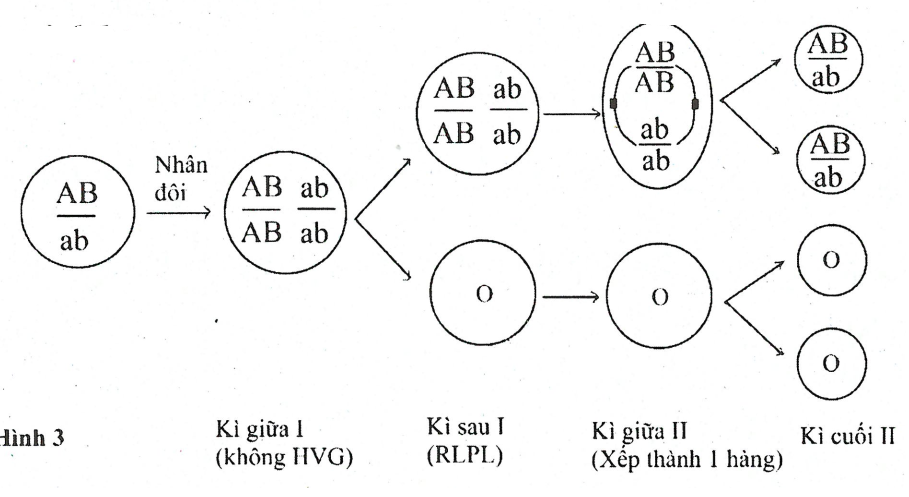 AB
ab
Nhân
đôi
AB ab
AB ab
AB ab
AB ab
O
AB
AB
ab
ab
O
AB
ab
AB
ab
O
O
Hình 3
Kì giữa I
(không HVG)
Kì sau I
(RLPL)
Kì giữa II
(Xếp thành 1 hàng)
Kì cuối II